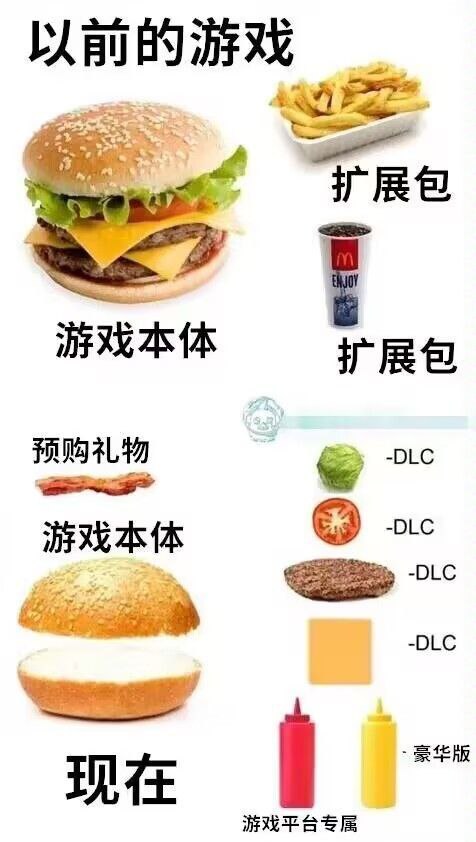 以前的游戏
扩展包
ENJOY
游戏本体
扩展包
预购礼物
游戏本体
-DLC
-DLC
-DLC
-DLC
- 豪华版
现在
游戏平台专属